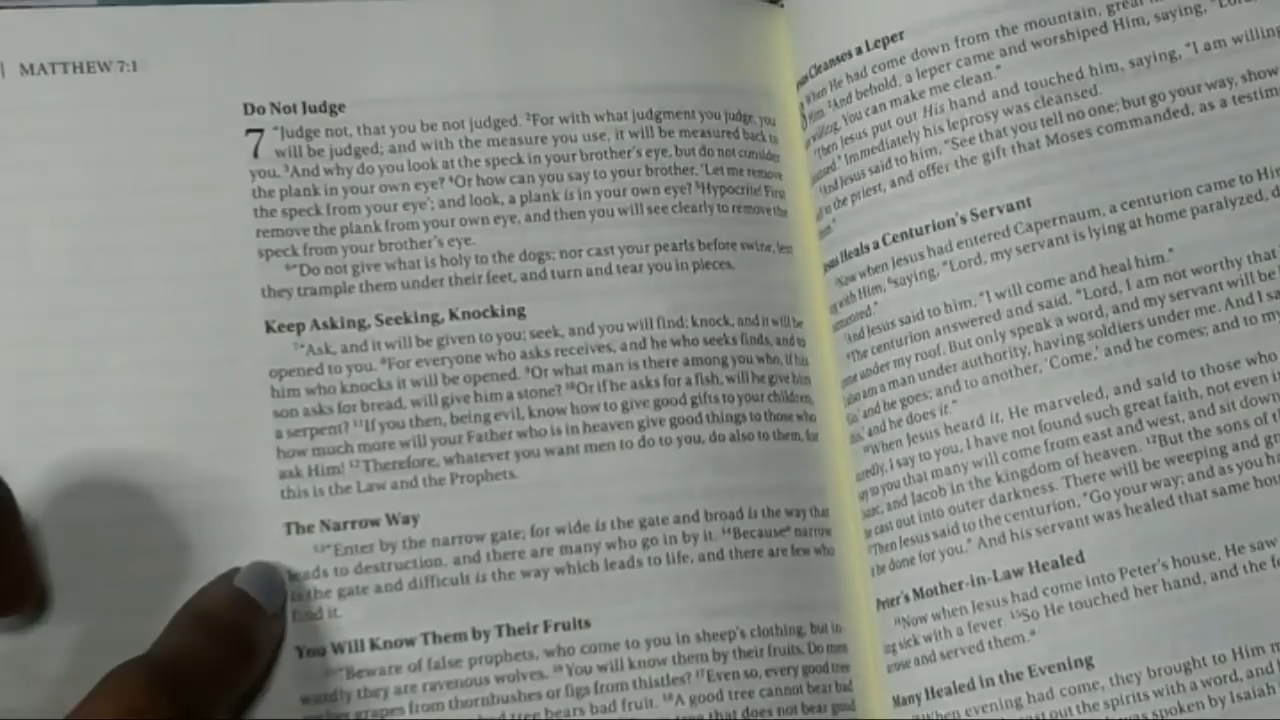 MATTHEW 7:1
Do Not Judge
7 "Judge not, that you be not judged. 2For with what judgment you judge, you
will be judged; and with the measure you use, it will be measured back to
you. 3And why do you look at the speck in your brother's eye, but do not consider
the plank in your own eye? 4Or how can you say to your brother, 'Let me remove
the speck from your eye'; and look, a plank is in your own eye? 5Hypocrite! First
remove the plank from your own eye, and then you will see clearly to remove the
speck from your brother's eye.
6"Do not give what is holy to the dogs; nor cast your pearls before swine, lest
they trample them under their feet, and turn and tear you in pieces.
Keep Asking, Seeking, Knocking
7"Ask, and it will be given to you; seek, and you will find; knock, and it will be
opened to you. 8For everyone who asks receives, and he who seeks finds, and to
him who knocks it will be opened. 9Or what man is there among you who, if his
son asks for bread, will give him a stone? 10Or if he asks for a fish, will he give him
a serpent? 11If you then, being evil, know how to give good gifts to your children,
how much more will your Father who is in heaven give good things to those who
ask Him! 12Therefore, whatever you want men to do to you, do also to them, for
this is the Law and the Prophets.
The Narrow Way
13"Enter by the narrow gate; for wide is the gate and broad is the way that
leads to destruction, and there are many who go in by it. 14Because narrow
is the gate and difficult is the way which leads to life, and there are few who
find it.
You Will Know Them by Their Fruits
15"Beware of false prophets, who come to you in sheep's clothing, but in-
wardly they are ravenous wolves. 16You will know them by their fruits. Do men
grapes from thornbushes or figs from thistles? 17Even so, every good tree
tree bears bad fruit. 18A good tree cannot bear bad
that does not bear good
Cleanses a Leper
When He had come down from the mountain, great
2And behold, a leper came and worshiped Him, saying, "Lord,
willing, You can make me clean."
Then Jesus put out His hand and touched him, saying, "I am willing
Immediately his leprosy was cleansed.
And Jesus said to him, "See that you tell no one; but go your way, show
the priest, and offer the gift that Moses commanded, as a testim
Heals a Centurion's Servant
Now when Jesus had entered Capernaum, a centurion came to Hi
with Him, 6saying, "Lord, my servant is lying at home paralyzed, d
And Jesus said to him, "I will come and heal him."
The centurion answered and said, "Lord, I am not worthy that
under my roof. But only speak a word, and my servant will be
am a man under authority, having soldiers under me. And I sa
and he goes; and to another, 'Come,' and he comes; and to my
and he does it."
When Jesus heard it, He marveled, and said to those who
I say to you, I have not found such great faith, not even i
to you that many will come from east and west, and sit down
and Jacob in the kingdom of heaven. 12But the sons of t
cast out into outer darkness. There will be weeping and gn
Then Jesus said to the centurion, "Go your way; and as you ha
be done for you." And his servant was healed that same hou
Peter's Mother-in-Law Healed
Now when Jesus had come into Peter's house, He saw
sick with a fever. 15So He touched her hand, and the fe
arose and served them.
Many Healed in the Evening
When evening had come, they brought to Him m
out the spirits with a word, and
was spoken by Isaiah